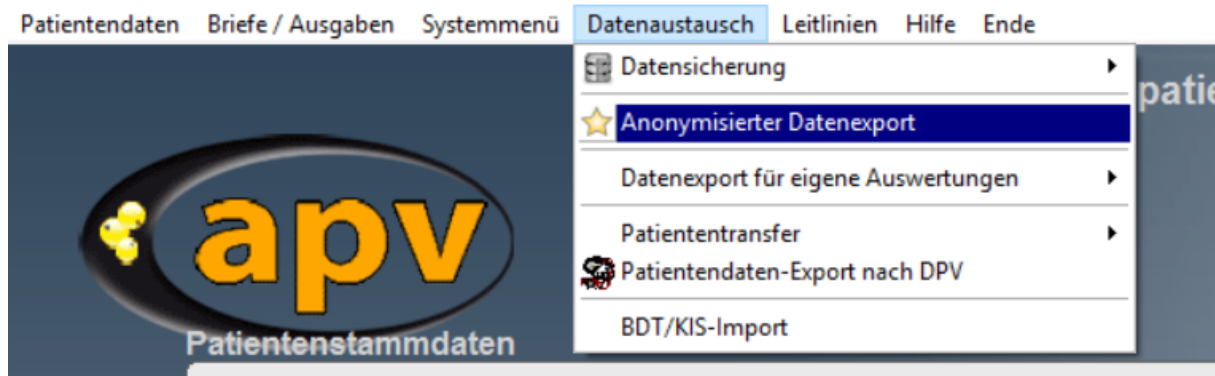 Patientendaten Briefe / Ausgaben Systemmenü Datenaustausch Leitlinien Hilfe Ende
Datensicherung
patie
Anonymisierter Datenexport
Datenexport für eigene Auswertungen
apv
Patiententransfer
Patientendaten-Export nach DPV
BDT/KIS-Import
Patientenstammdaten